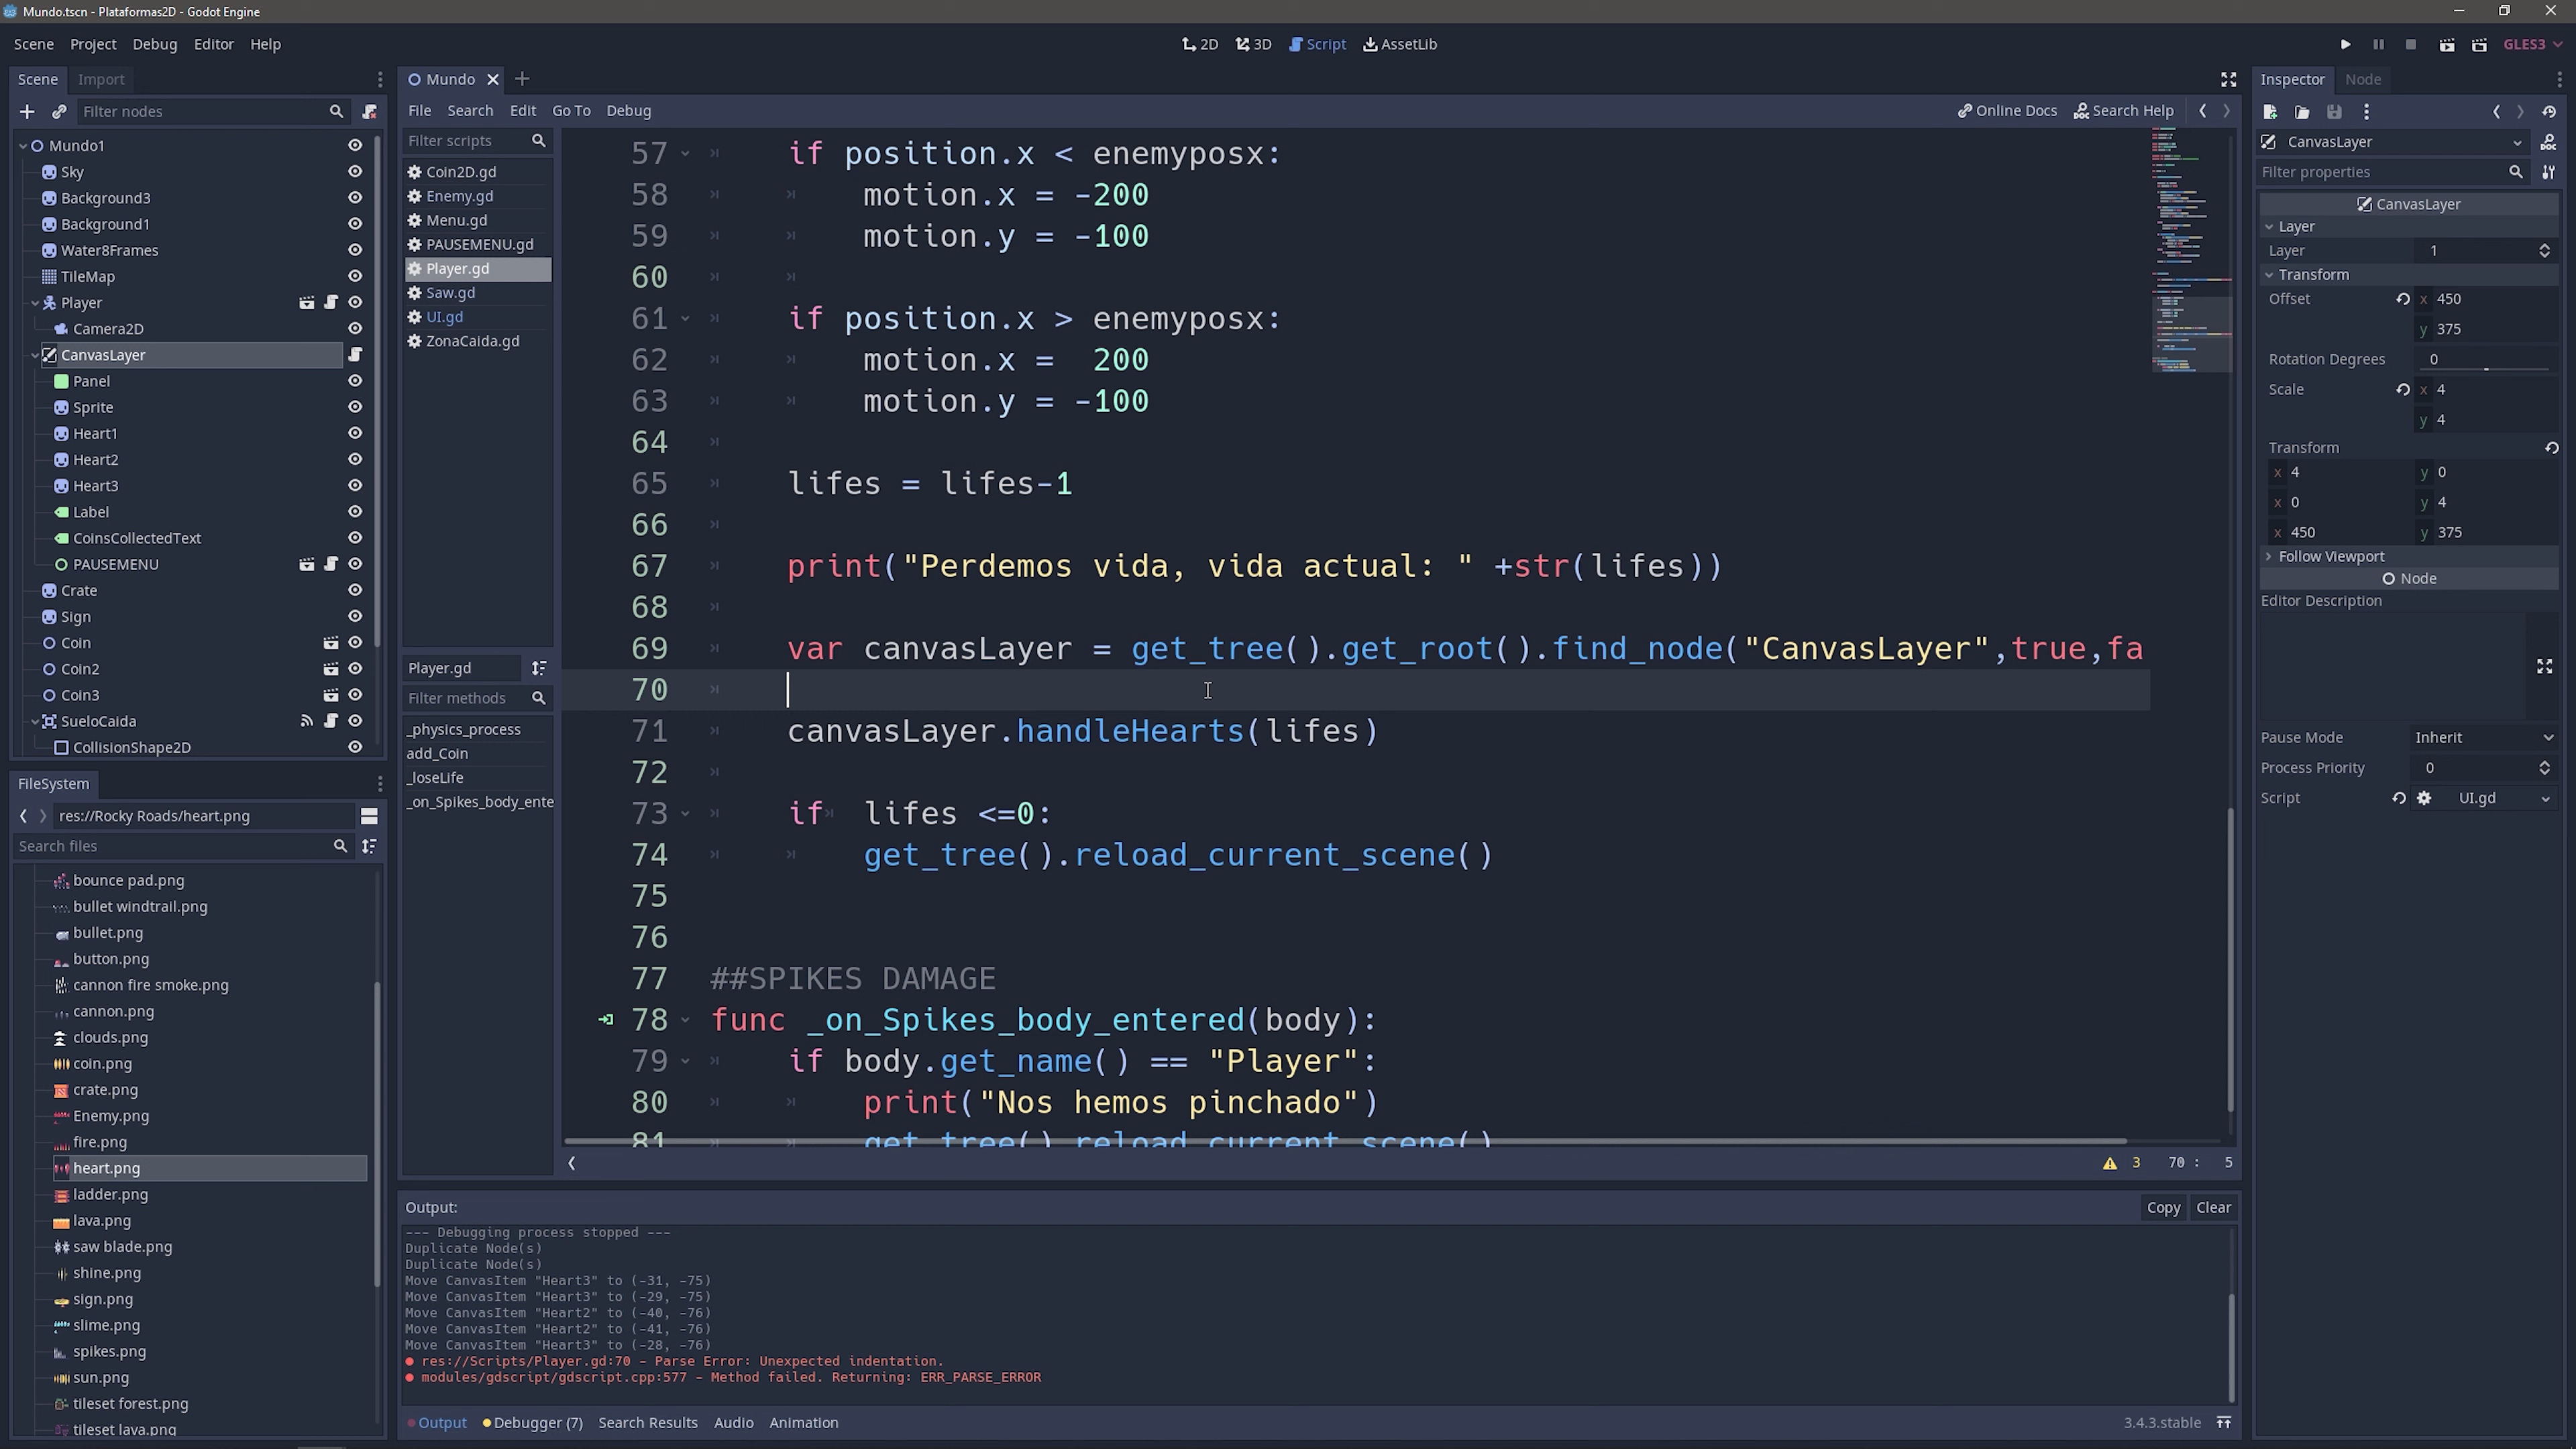 Mundo.tscn - Plataformas2D - Godot Engine
Scene Project Debug Editor Help
2D 3D Script AssetLib
GLES3
Scene Import
Filter nodes
Mundo1
Sky
Background3
Background1
Water8Frames
TileMap
Player
Camera2D
CanvasLayer
Panel
Sprite
Heart1
Heart2
Heart3
Label
CoinsCollectedText
PAUSEMENU
Crate
Sign
Coin
Coin2
Coin3
SueloCaida
CollisionShape2D
FileSystem
res://Rocky Roads/heart.png
Search files
bounce pad.png
bullet windtrail.png
bullet.png
button.png
cannon fire smoke.png
cannon.png
clouds.png
coin.png
crate.png
Enemy.png
fire.png
heart.png
ladder.png
lava.png
saw blade.png
shine.png
sign.png
slime.png
spikes.png
sun.png
tileset forest.png
tileset lava.png
Mundo
File Search Edit Go To Debug
Online Docs Search Help
Filter scripts
Coin2D.gd
Enemy.gd
Menu.gd
PAUSEMENU.gd
Player.gd
Saw.gd
UI.gd
ZonaCaida.gd
Player.gd
Filter methods
_physics_process
add_Coin
_loseLife
_on_Spikes_body_ente
57 if position.x < enemyposx:
58 motion.x = -200
59 motion.y = -100
60
61 if position.x > enemyposx:
62 motion.x =  200
63 motion.y = -100
64
65 lifes = lifes-1
66
67 print("Perdemos vida, vida actual: " +str(lifes))
68
69 var canvasLayer = get_tree().get_root().find_node("CanvasLayer",true,fa
70
71 canvasLayer.handleHearts(lifes)
72
73 if lifes <=0:
74 get_tree().reload_current_scene()
75
76
77 ##SPIKES DAMAGE
78 func _on_Spikes_body_entered(body):
79 if body.get_name() == "Player":
80 print("Nos hemos pinchado")
81 get_tree().reload_current_scene()
3 70 : 5
Output:
Copy Clear
--- Debugging process stopped ---
Duplicate Node(s)
Duplicate Node(s)
Move CanvasItem "Heart3" to (-31, -75)
Move CanvasItem "Heart3" to (-29, -75)
Move CanvasItem "Heart2" to (-40, -76)
Move CanvasItem "Heart2" to (-41, -76)
Move CanvasItem "Heart3" to (-28, -76)
res://Scripts/Player.gd:70 - Parse Error: Unexpected indentation.
modules/gdscript/gdscript.cpp:577 - Method failed. Returning: ERR_PARSE_ERROR
Output Debugger (7) Search Results Audio Animation
3.4.3.stable
Inspector Node
CanvasLayer
Filter properties
CanvasLayer
Layer
Layer 1
Transform
Offset x 450
y 375
Rotation Degrees 0
Scale x 4
y 4
Transform
x 4 y 0
x 0 y 4
x 450 y 375
Follow Viewport
Node
Editor Description
Pause Mode Inherit
Process Priority 0
Script UI.gd